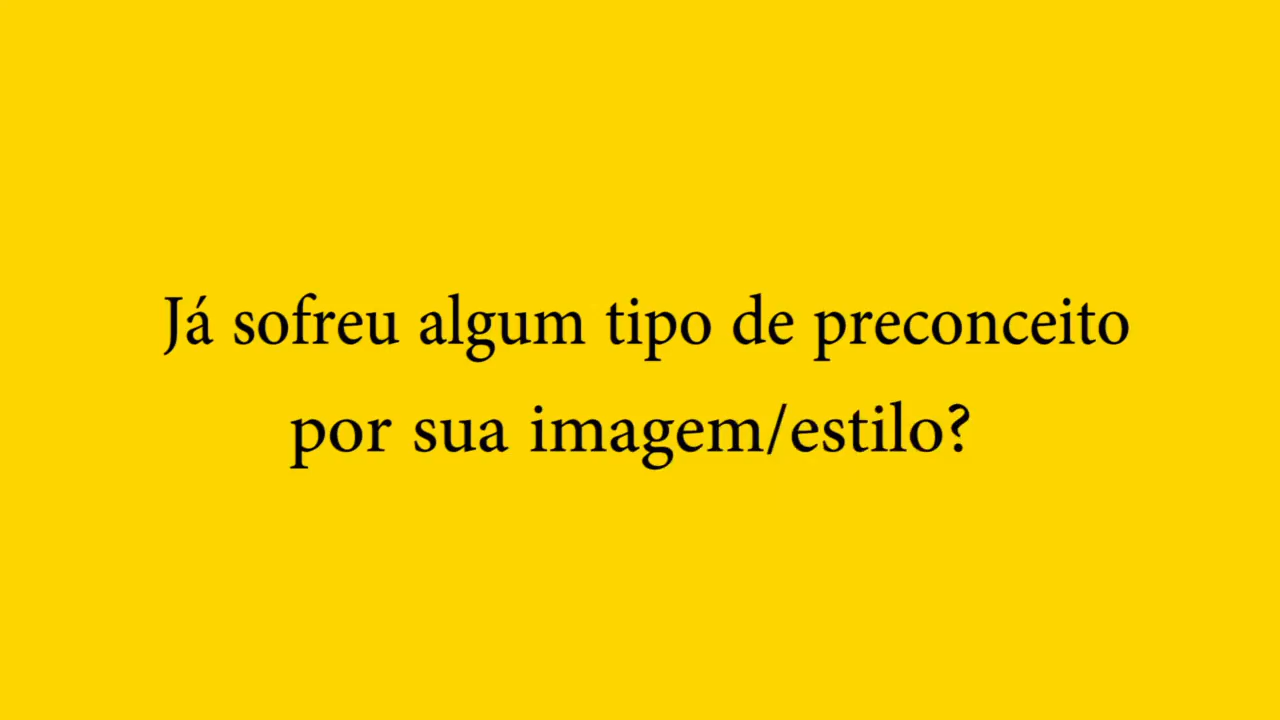 Já sofreu algum tipo de preconceito
por sua imagem/estilo?